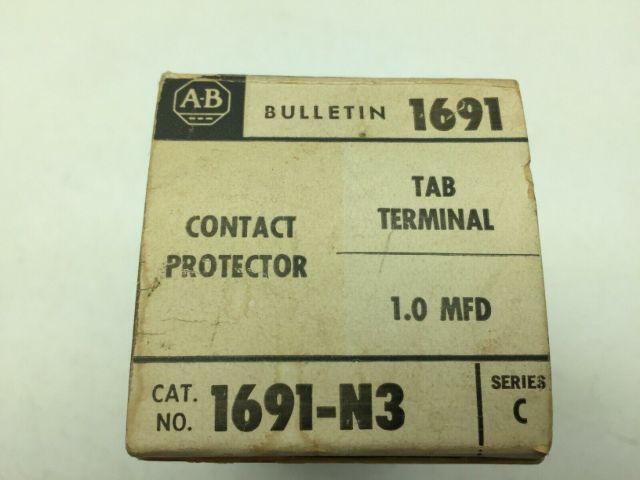 A-B
BULLETIN 1691
CONTACT
PROTECTOR
TAB
TERMINAL
1.0 MFD
CAT.
NO. 1691-N3
SERIES
C